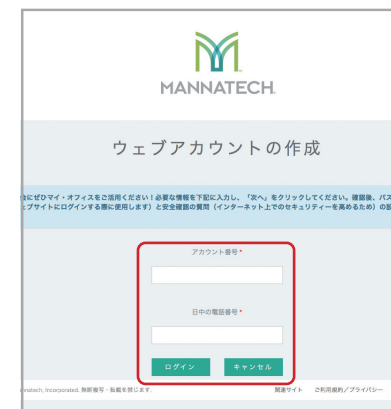 MANNATECH
ウェブアカウントの作成
にぜひマイ・オフィスをご活用ください！必要な情報を下記に入力し、「次へ」をクリックしてください。確認後、パス
ェブサイトにログインする際に使用します）と安全確認の質問（インターネット上でのセキュリティーを高めるため）の設
アカウント番号*
日中の電話番号*
ログイン キャンセル
natech, Incorporated. 無断複写・転載を禁じます。 関連サイト ご利用規約／プライバシー